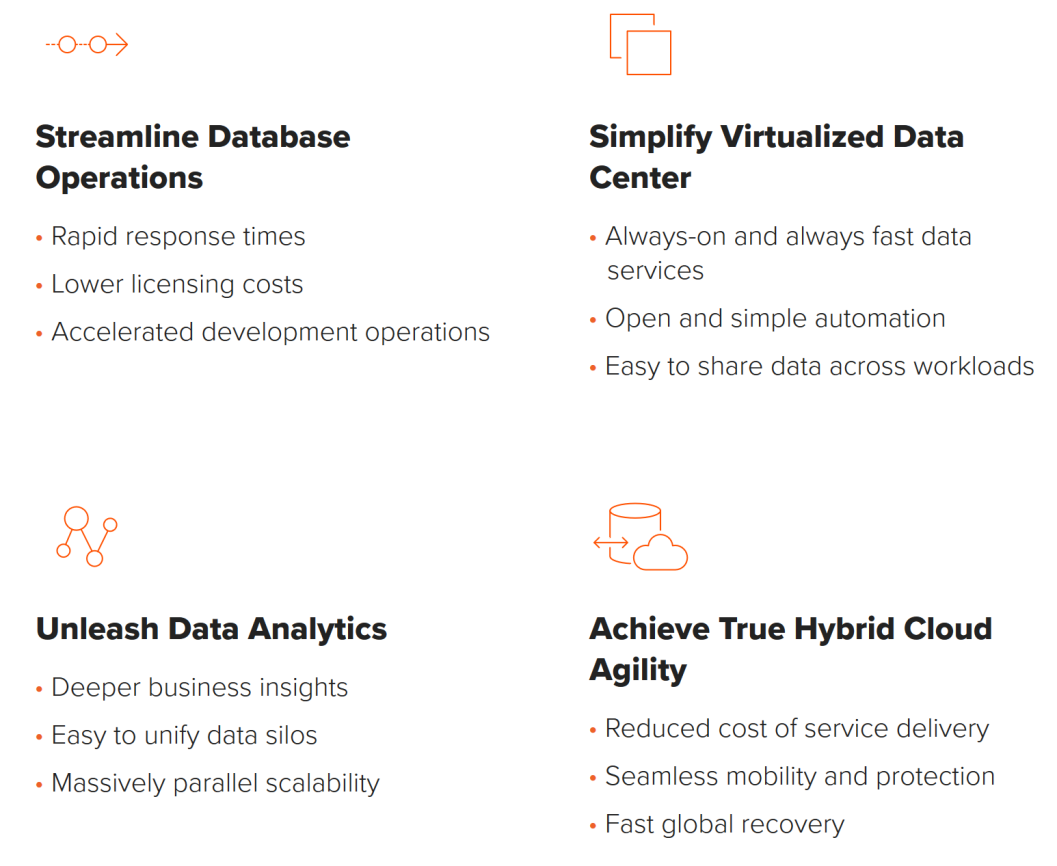 Streamline Database
Operations
• Rapid response times
• Lower licensing costs
• Accelerated development operations
Simplify Virtualized Data
Center
• Always-on and always fast data
services
• Open and simple automation
• Easy to share data across workloads
Unleash Data Analytics
• Deeper business insights
• Easy to unify data silos
• Massively parallel scalability
Achieve True Hybrid Cloud
Agility
• Reduced cost of service delivery
• Seamless mobility and protection
• Fast global recovery